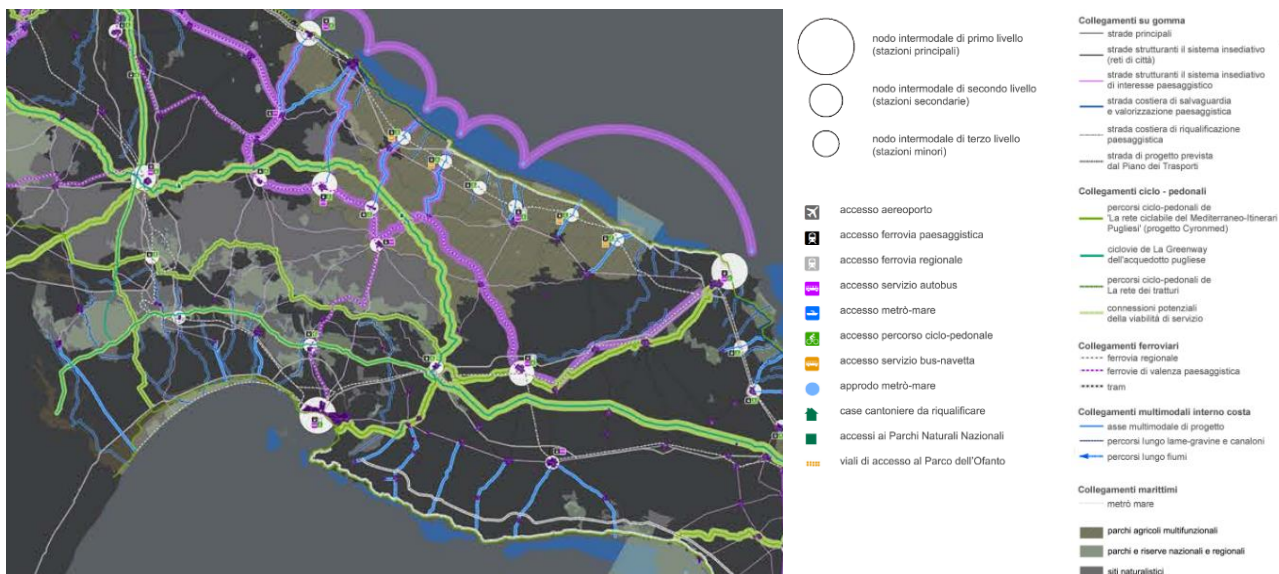 nodo intermodale di primo livello
(stazioni principali)
nodo intermodale di secondo livello
(stazioni secondarie)
nodo intermodale di terzo livello
(stazioni minori)
accesso aereoporto
accesso ferrovia paesaggistica
accesso ferrovia regionale
accesso servizio autobus
accesso metrò-mare
accesso percorso ciclo-pedonale
accesso servizio bus-navetta
approdo metrò-mare
case cantoniere da riqualificare
accessi ai Parchi Naturali Nazionali
viali di accesso al Parco dell'Ofanto
Collegamenti su gomma
strade principali
strade strutturanti il sistema insediativo
(reti di città)
strade strutturanti il sistema insediativo
di interesse paesaggistico
strada costiera di salvaguardia
e valorizzazione paesaggistica
strada costiera di riqualificazione
paesaggistica
strada di progetto prevista
dal Piano dei Trasporti
Collegamenti ciclo - pedonali
percorsi ciclo-pedonali de
'La rete ciclabile del Mediterraneo-Itinerari
Pugliesi' (progetto Cyronmed)
ciclovie de La Greenway
dell'acquedotto pugliese
percorsi ciclo-pedonali de
La rete dei tratturi
connessioni potenziali
della viabilità di servizio
Collegamenti ferroviari
ferrovia regionale
ferrovie di valenza paesaggistica
tram
Collegamenti multimodali interno costa
asse multimodale di progetto
percorsi lungo lame-gravine e canaloni
percorsi lungo fiumi
Collegamenti marittimi
metrò mare
parchi agricoli multifunzionali
parchi e riserve nazionali e regionali
siti naturalistici